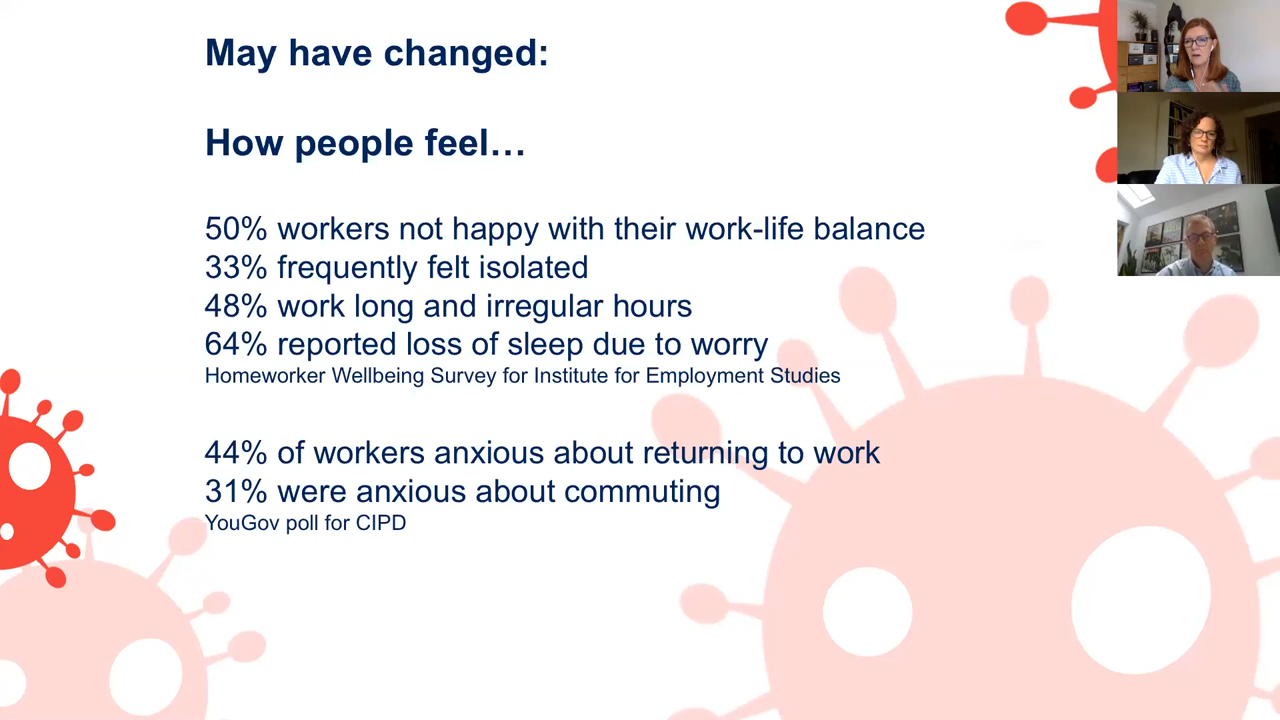 May have changed:
How people feel…
50% workers not happy with their work-life balance
33% frequently felt isolated
48% work long and irregular hours
64% reported loss of sleep due to worry
Homeworker Wellbeing Survey for Institute for Employment Studies
44% of workers anxious about returning to work
31% were anxious about commuting
YouGov poll for CIPD